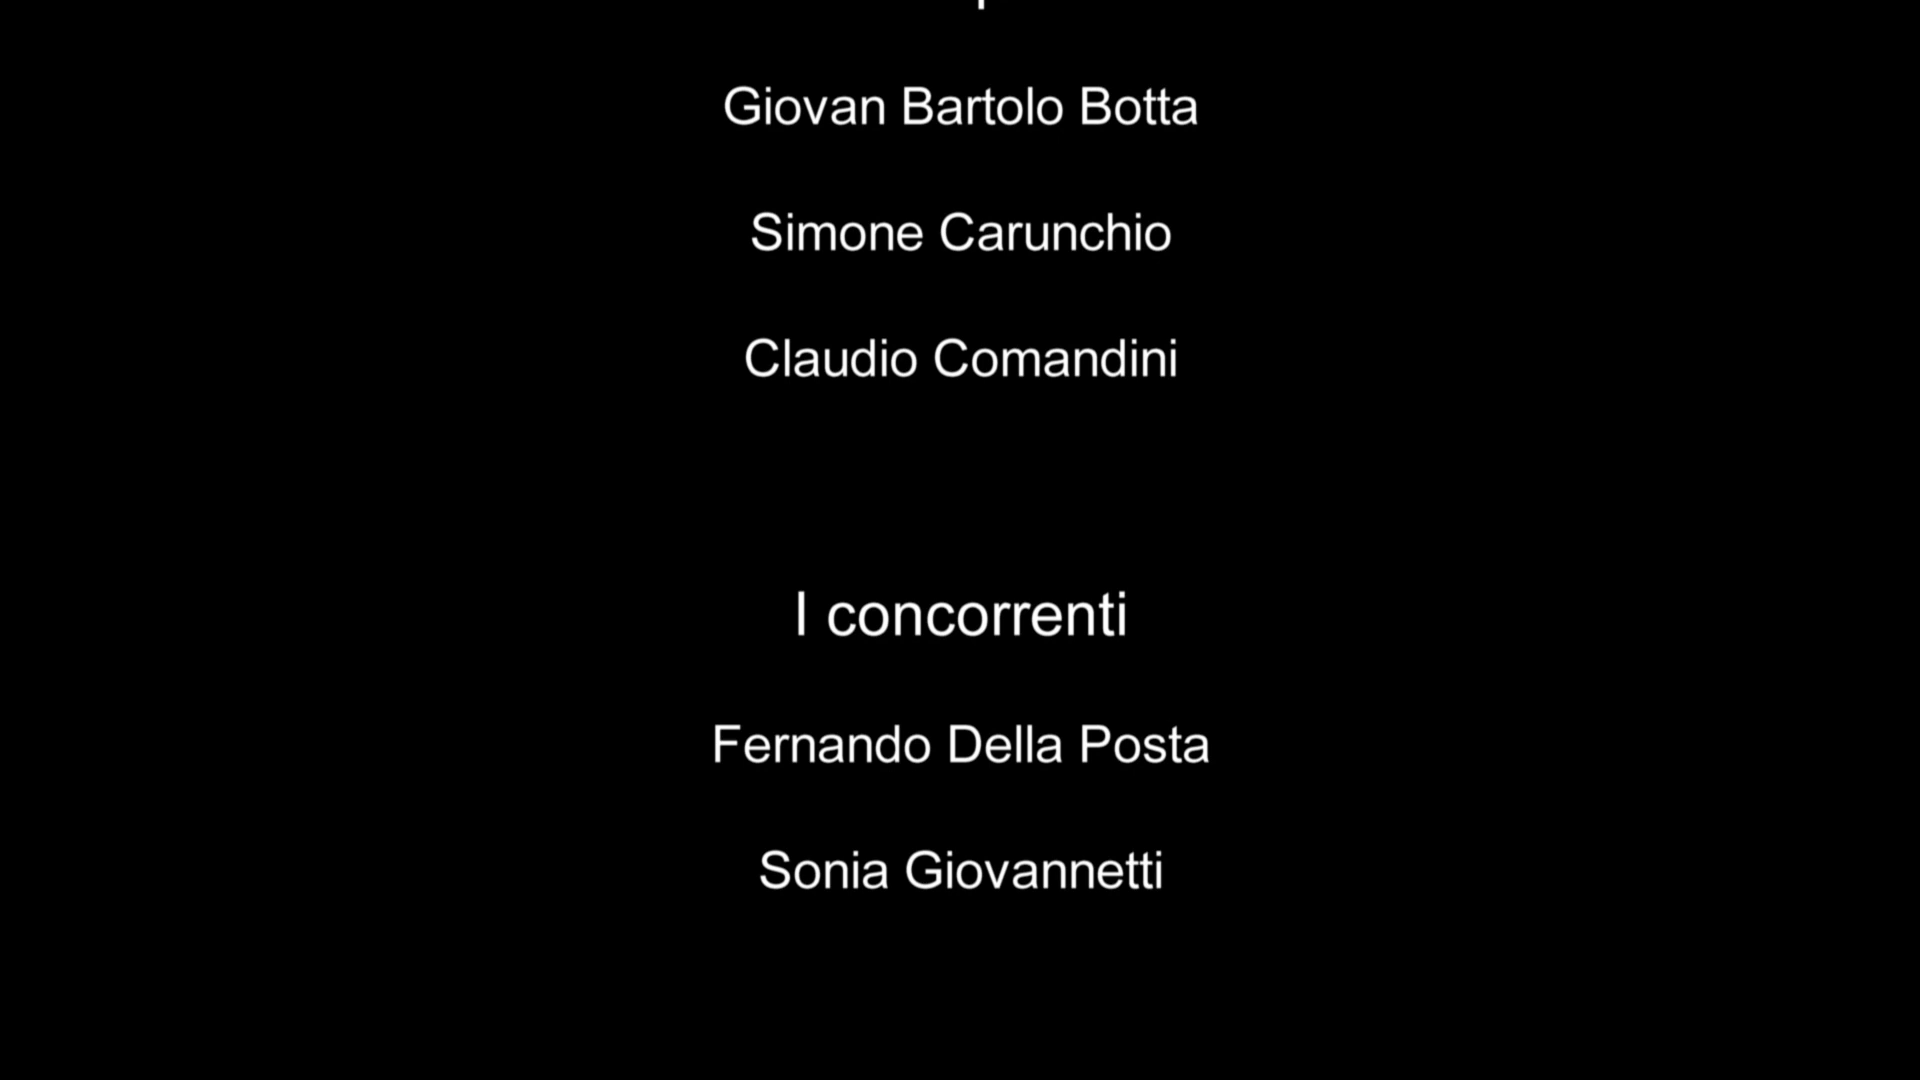 Giovan Bartolo Botta
Simone Carunchio
Claudio Comandini
I concorrenti
Fernando Della Posta
Sonia Giovannetti